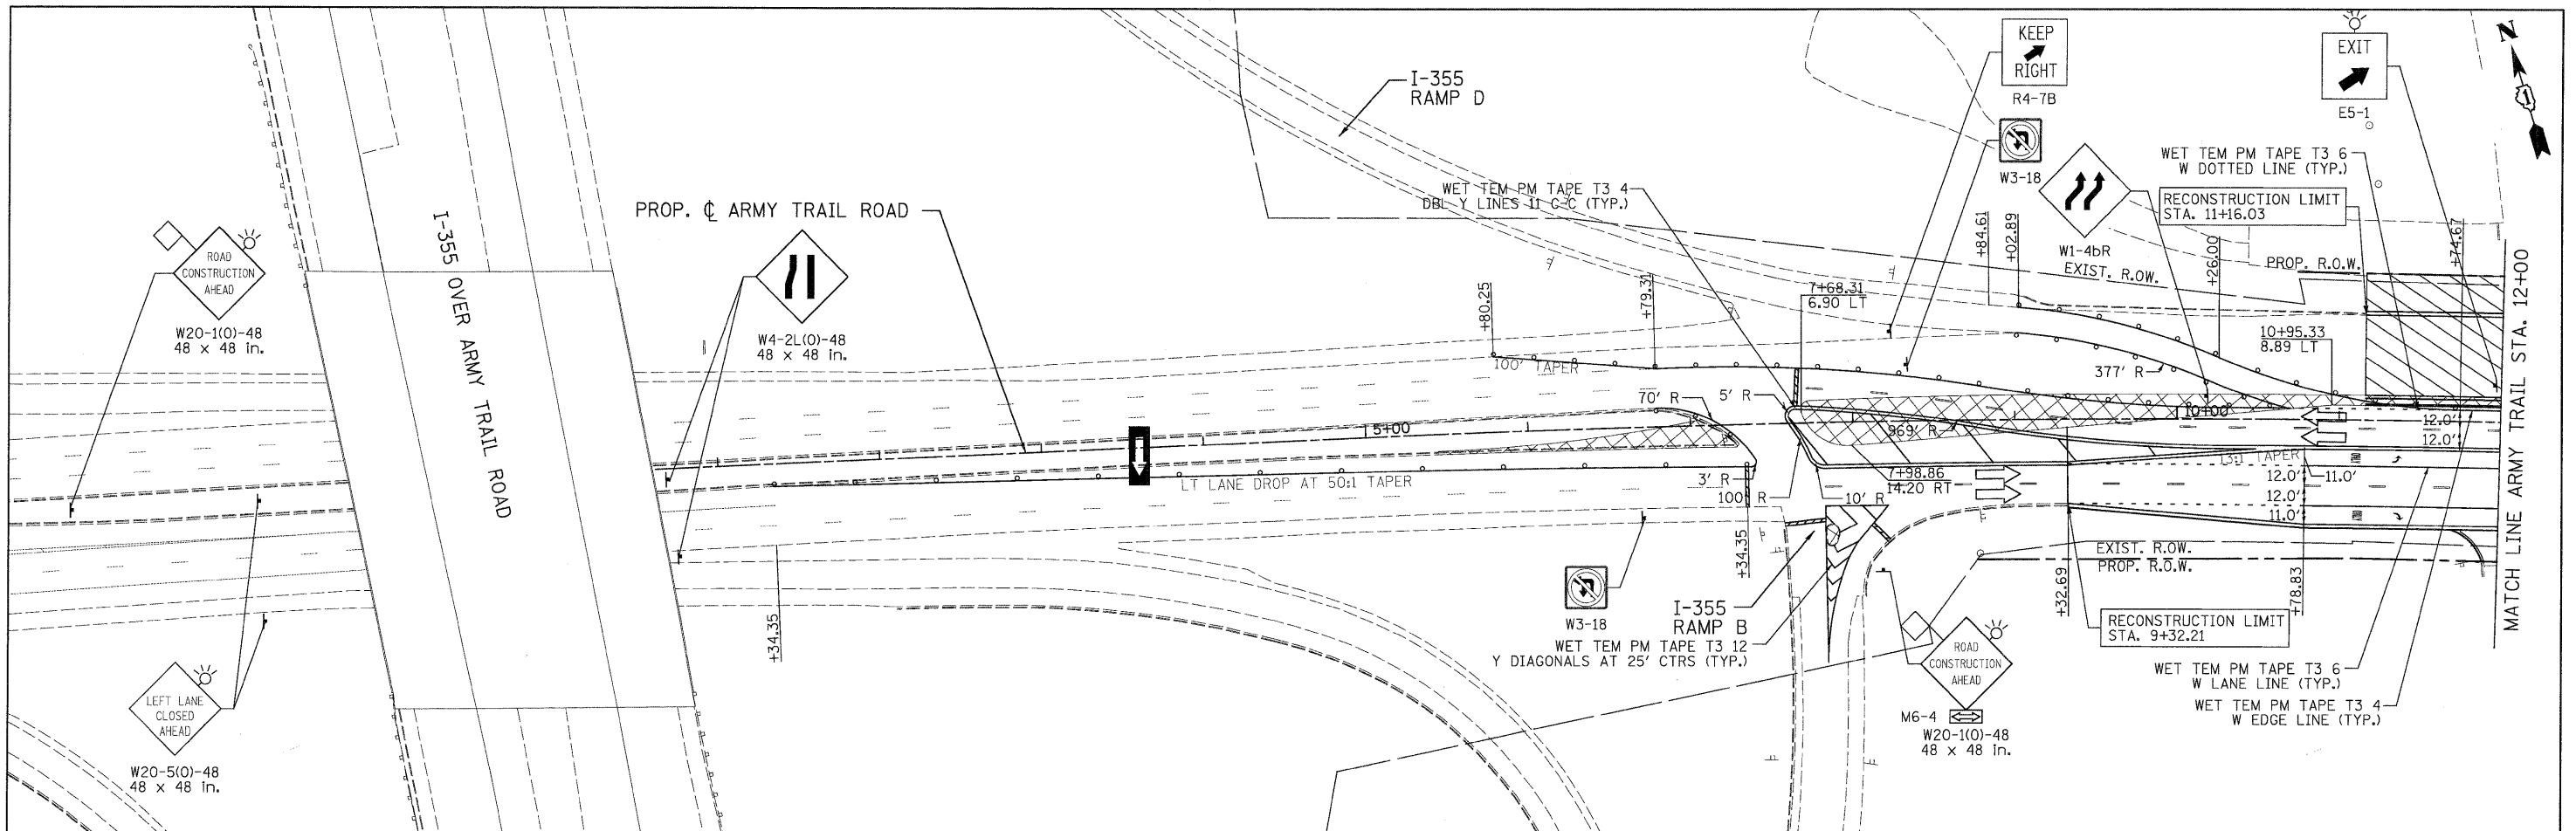 KEEP
RIGHT
R4-7B
EXIT
E5-1
N
1
I-355
RAMP D
W3-18
WET TEM PM TAPE T3 6
W DOTTED LINE (TYP.)
WET TEM PM TAPE T3 4
DBL Y LINES 11 C-C (TYP.)
RECONSTRUCTION LIMIT
STA. 11+16.03
PROP. ℄ ARMY TRAIL ROAD
I-355 OVER ARMY TRAIL ROAD
ROAD
CONSTRUCTION
AHEAD
W20-1(O)-48
48 x 48 in.
W4-2L(O)-48
48 x 48 in.
W1-4bR
EXIST. R.O.W.
PROP. R.O.W.
+84.61
+02.89
+26.00
+74.67
+80.25
+79.31
7+68.31
6.90 LT
10+95.33
8.89 LT
100' TAPER
377' R
70' R
5' R
5+00
10+00
969' R
12.0'
12.0'
13:1 TAPER
LT LANE DROP AT 50:1 TAPER
3' R
100 R
10' R
7+98.86
14.20 RT
12.0'
11.0'
12.0'
11.0'
MATCH LINE ARMY TRAIL STA. 12+00
+34.35
+34.35
+32.69
+78.83
EXIST. R.O.W.
PROP. R.O.W.
W3-18
I-355
RAMP B
WET TEM PM TAPE T3 12
Y DIAGONALS AT 25' CTRS (TYP.)
RECONSTRUCTION LIMIT
STA. 9+32.21
ROAD
CONSTRUCTION
AHEAD
M6-4
W20-1(O)-48
48 x 48 in.
WET TEM PM TAPE T3 6
W LANE LINE (TYP.)
WET TEM PM TAPE T3 4
W EDGE LINE (TYP.)
LEFT LANE
CLOSED
AHEAD
W20-5(O)-48
48 x 48 in.